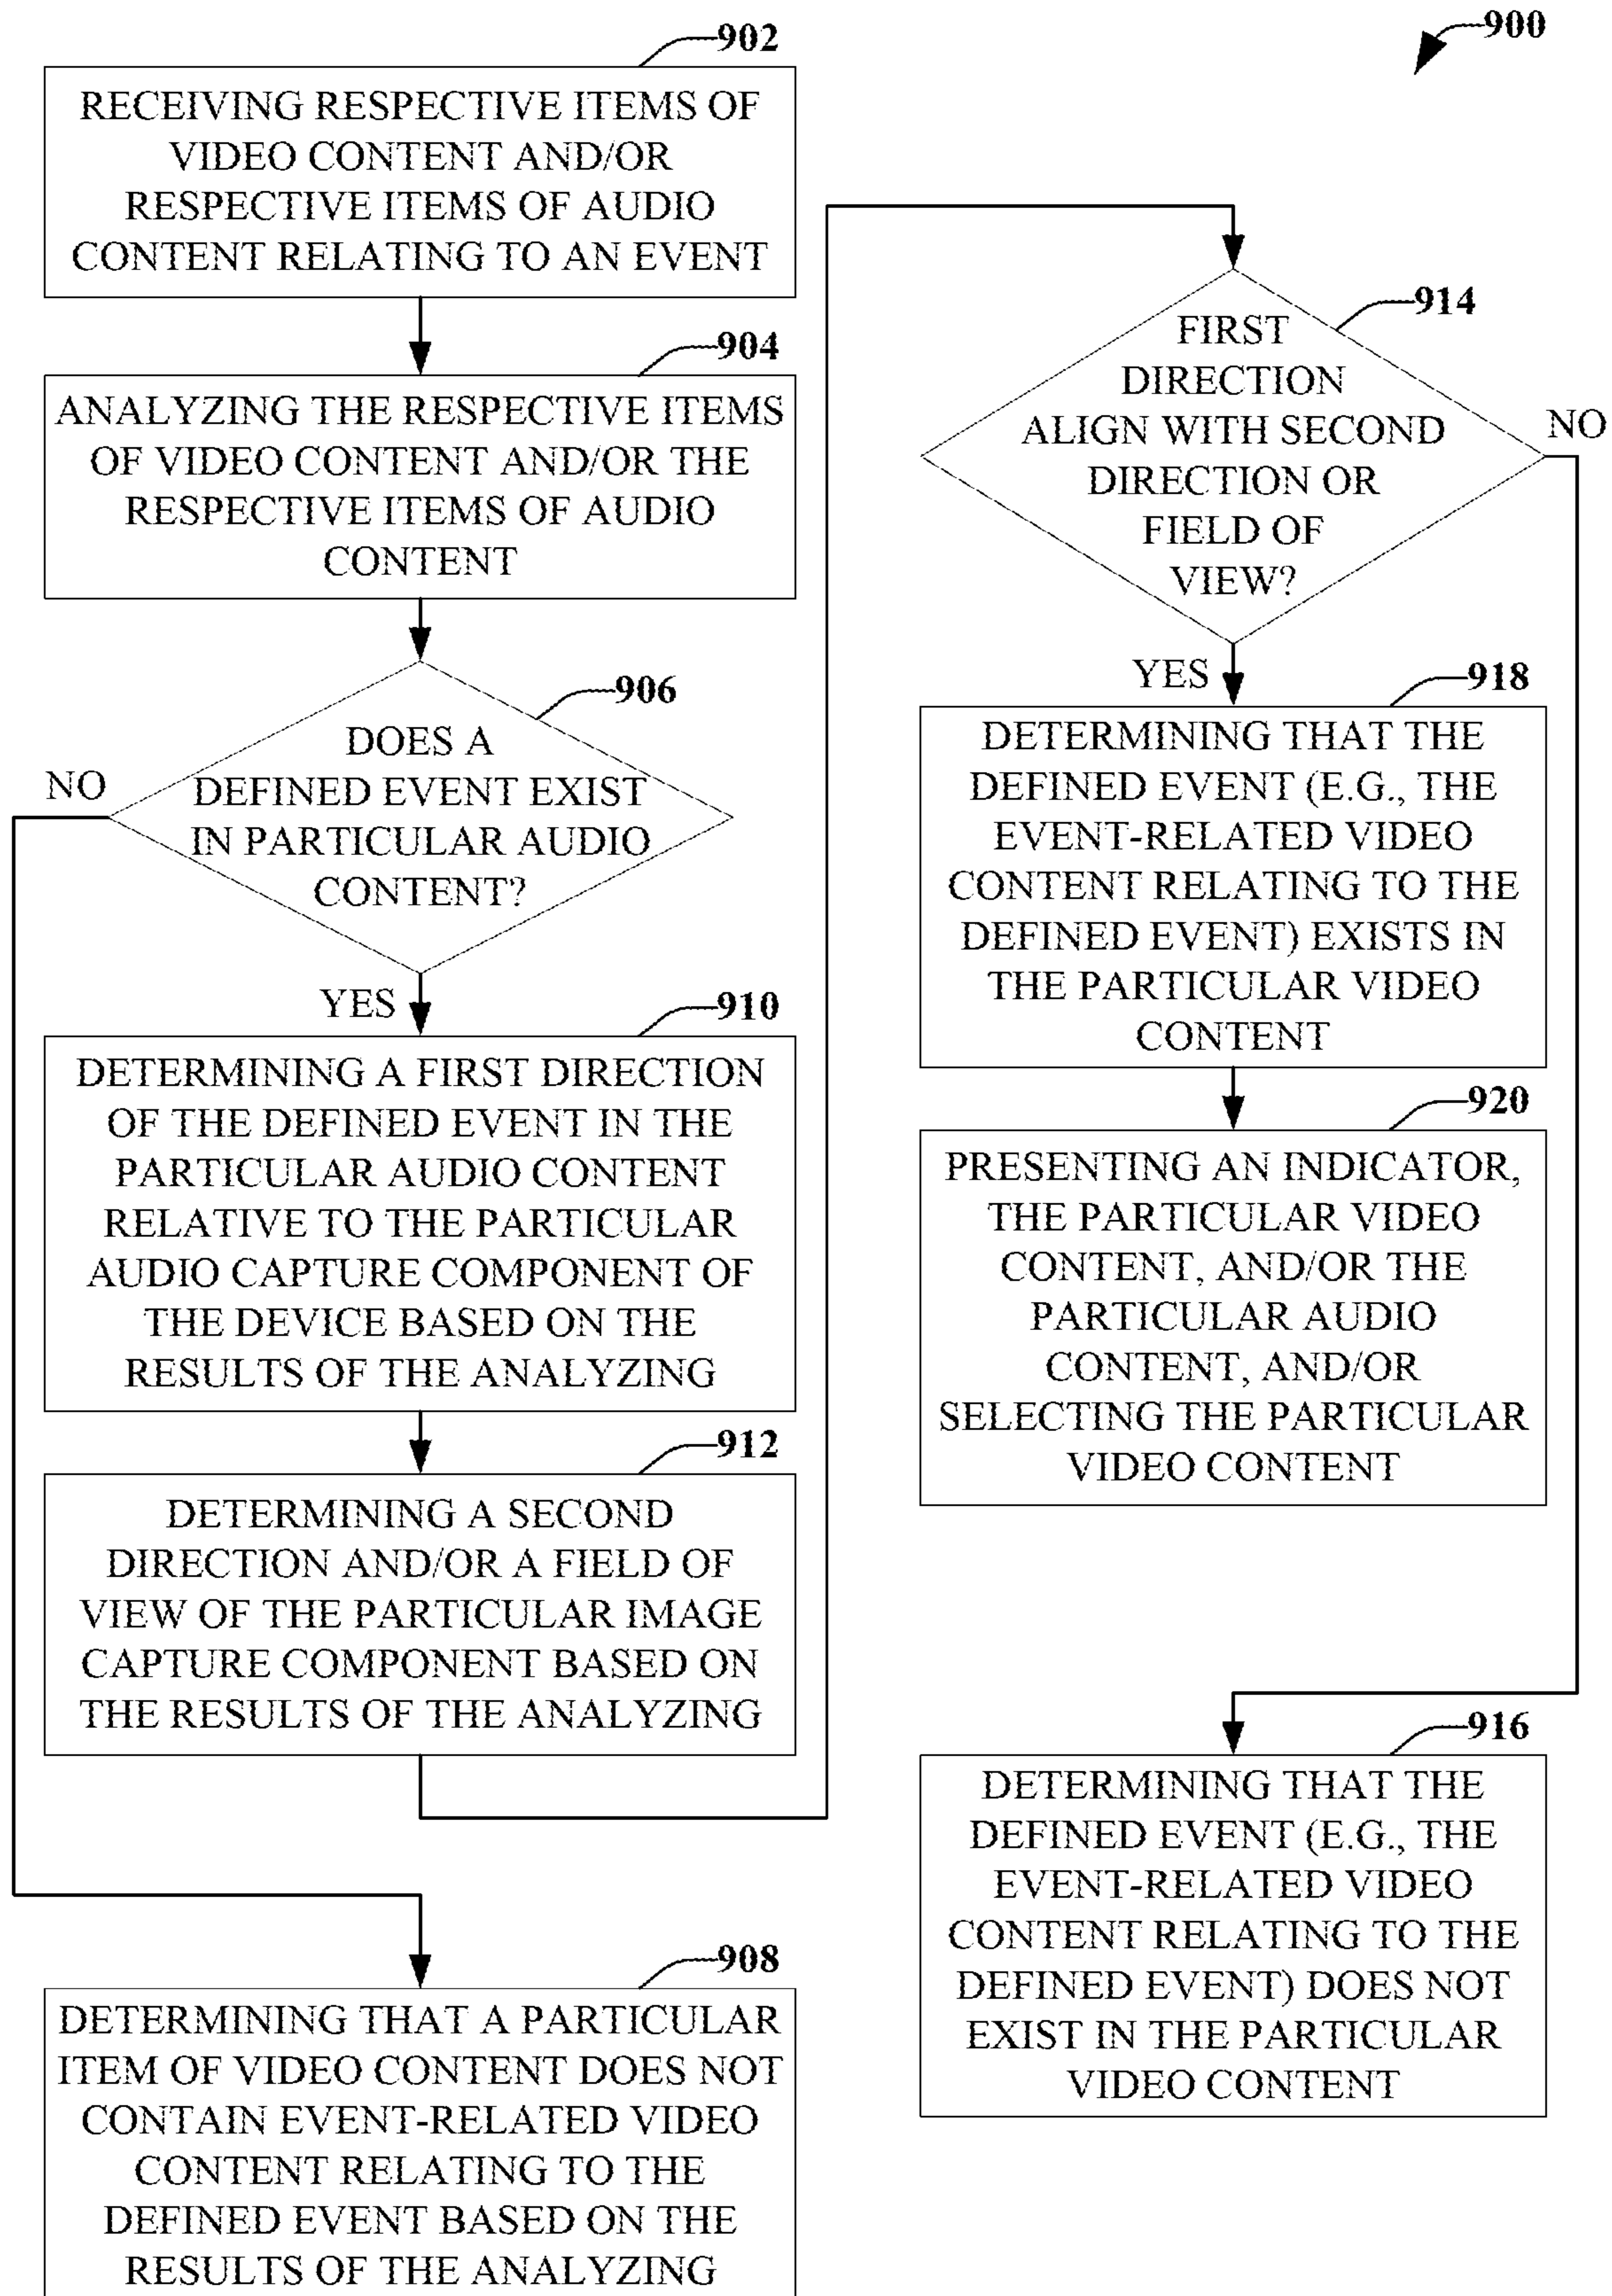 900
902
RECEIVING RESPECTIVE ITEMS OF
VIDEO CONTENT AND/OR
RESPECTIVE ITEMS OF AUDIO
CONTENT RELATING TO AN EVENT
904
ANALYZING THE RESPECTIVE ITEMS
OF VIDEO CONTENT AND/OR THE
RESPECTIVE ITEMS OF AUDIO
CONTENT
906
DOES A
DEFINED EVENT EXIST
IN PARTICULAR AUDIO
CONTENT?
NO
YES
910
DETERMINING A FIRST DIRECTION
OF THE DEFINED EVENT IN THE
PARTICULAR AUDIO CONTENT
RELATIVE TO THE PARTICULAR
AUDIO CAPTURE COMPONENT OF
THE DEVICE BASED ON THE
RESULTS OF THE ANALYZING
912
DETERMINING A SECOND
DIRECTION AND/OR A FIELD OF
VIEW OF THE PARTICULAR IMAGE
CAPTURE COMPONENT BASED ON
THE RESULTS OF THE ANALYZING
908
DETERMINING THAT A PARTICULAR
ITEM OF VIDEO CONTENT DOES NOT
CONTAIN EVENT-RELATED VIDEO
CONTENT RELATING TO THE
DEFINED EVENT BASED ON THE
RESULTS OF THE ANALYZING
914
FIRST
DIRECTION
ALIGN WITH SECOND
DIRECTION OR
FIELD OF
VIEW?
NO
YES
918
DETERMINING THAT THE
DEFINED EVENT (E.G., THE
EVENT-RELATED VIDEO
CONTENT RELATING TO THE
DEFINED EVENT) EXISTS IN
THE PARTICULAR VIDEO
CONTENT
920
PRESENTING AN INDICATOR,
THE PARTICULAR VIDEO
CONTENT, AND/OR THE
PARTICULAR AUDIO
CONTENT, AND/OR
SELECTING THE PARTICULAR
VIDEO CONTENT
916
DETERMINING THAT THE
DEFINED EVENT (E.G., THE
EVENT-RELATED VIDEO
CONTENT RELATING TO THE
DEFINED EVENT) DOES NOT
EXIST IN THE PARTICULAR
VIDEO CONTENT